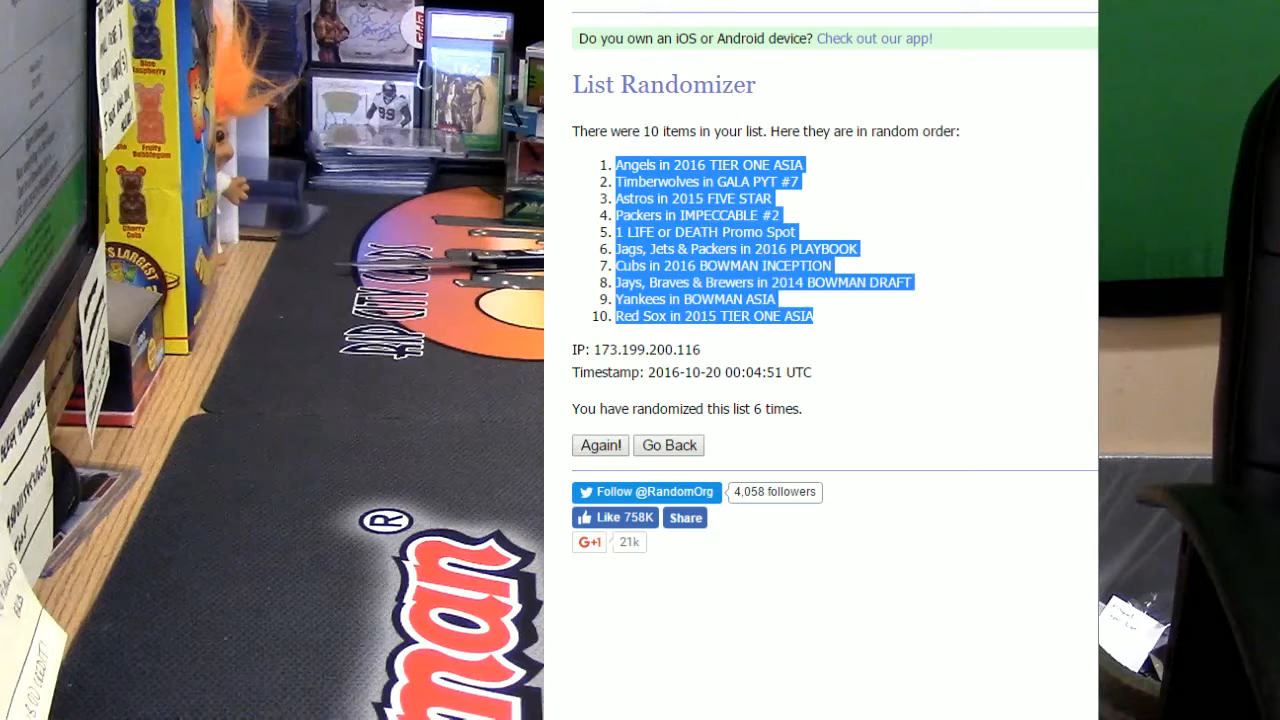 Do you own an iOS or Android device? Check out our app!
List Randomizer
There were 10 items in your list. Here they are in random order:
1. Angels in 2016 TIER ONE ASIA
2. Timberwolves in GALA PYT #7
3. Astros in 2015 FIVE STAR
4. Packers in IMPECCABLE #2
5. 1 LIFE or DEATH Promo Spot
6. Jags, Jets & Packers in 2016 PLAYBOOK
7. Cubs in 2016 BOWMAN INCEPTION
8. Jays, Braves & Brewers in 2014 BOWMAN DRAFT
9. Yankees in BOWMAN ASIA
10. Red Sox in 2015 TIER ONE ASIA
IP: 173.199.200.116
Timestamp: 2016-10-20 00:04:51 UTC
You have randomized this list 6 times.
Again! Go Back
Follow @RandomOrg 4,058 followers
Like 758K Share
G+1 21k
Blue
Raspberry
Fruity
Bubblegum
Cherry
Cola
99
RIP CITY CARDS
man
®